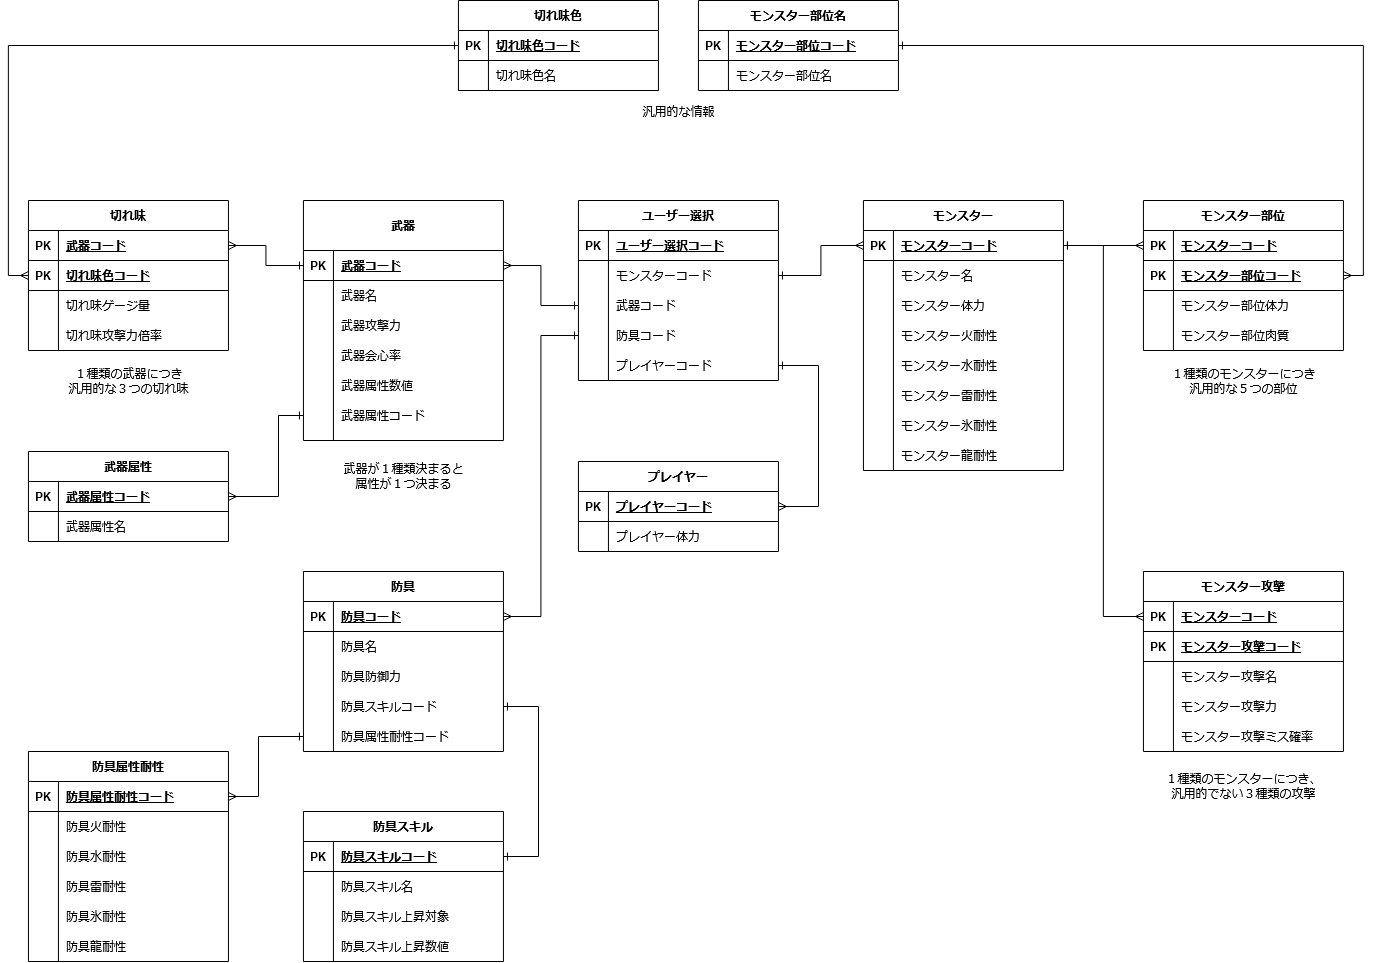 切れ味色
PK 切れ味色コード
切れ味色名
モンスター部位名
PK モンスター部位コード
モンスター部位名
汎用的な情報
切れ味
PK 武器コード
PK 切れ味色コード
切れ味ゲージ量
切れ味攻撃力倍率
１種類の武器につき
汎用的な３つの切れ味
武器
PK 武器コード
武器名
武器攻撃力
武器会心率
武器属性数値
武器属性コード
武器が１種類決まると
属性が１つ決まる
ユーザー選択
PK ユーザー選択コード
モンスターコード
武器コード
防具コード
プレイヤーコード
モンスター
PK モンスターコード
モンスター名
モンスター体力
モンスター火耐性
モンスター水耐性
モンスター雷耐性
モンスター氷耐性
モンスター龍耐性
モンスター部位
PK モンスターコード
PK モンスター部位コード
モンスター部位体力
モンスター部位肉質
１種類のモンスターにつき
汎用的な５つの部位
武器属性
PK 武器属性コード
武器属性名
プレイヤー
PK プレイヤーコード
プレイヤー体力
防具
PK 防具コード
防具名
防具防御力
防具スキルコード
防具属性耐性コード
モンスター攻撃
PK モンスターコード
PK モンスター攻撃コード
モンスター攻撃名
モンスター攻撃力
モンスター攻撃ミス確率
１種類のモンスターにつき、
汎用的でない３種類の攻撃
防具属性耐性
PK 防具属性耐性コード
防具火耐性
防具水耐性
防具雷耐性
防具氷耐性
防具龍耐性
防具スキル
PK 防具スキルコード
防具スキル名
防具スキル上昇対象
防具スキル上昇数値